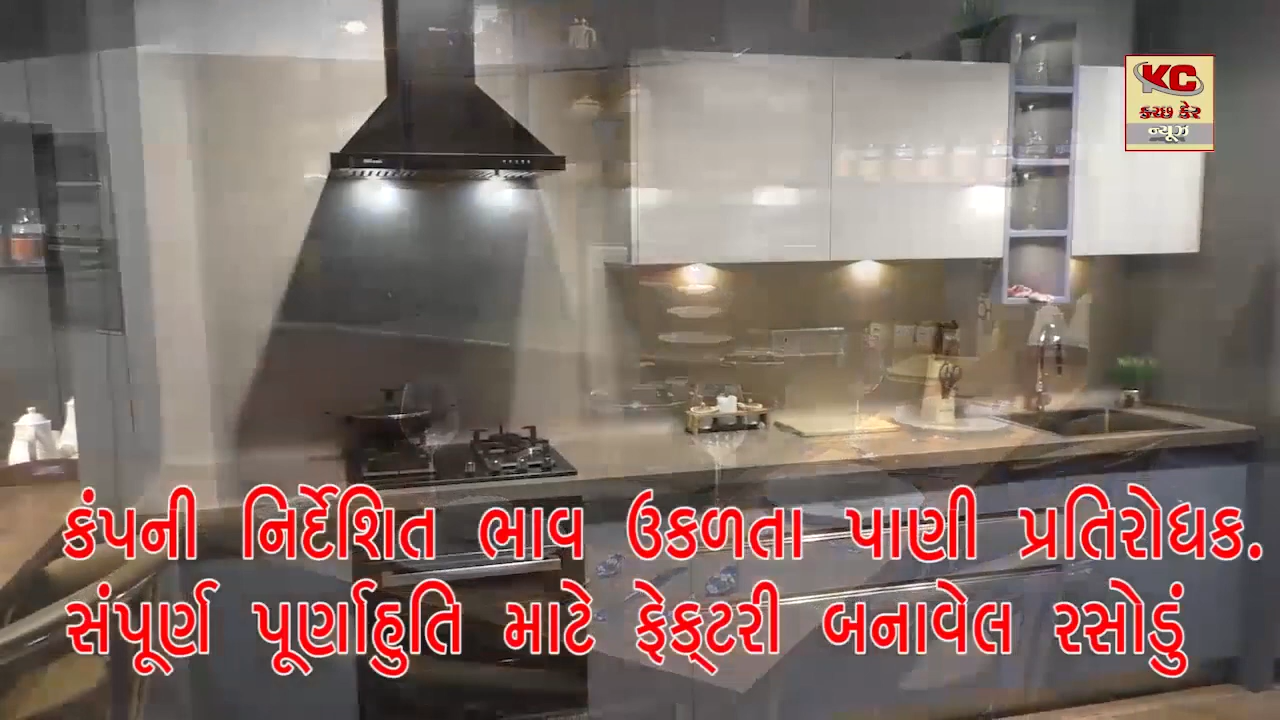 KC
કચ્છ કેર
ન્યૂઝ
કંપની નિર્દેશિત ભાવ ઉકળતા પાણી પ્રતિરોધક.
સંપૂર્ણ પૂર્ણાહુતિ માટે ફેક્ટરી બનાવેલ રસોડું